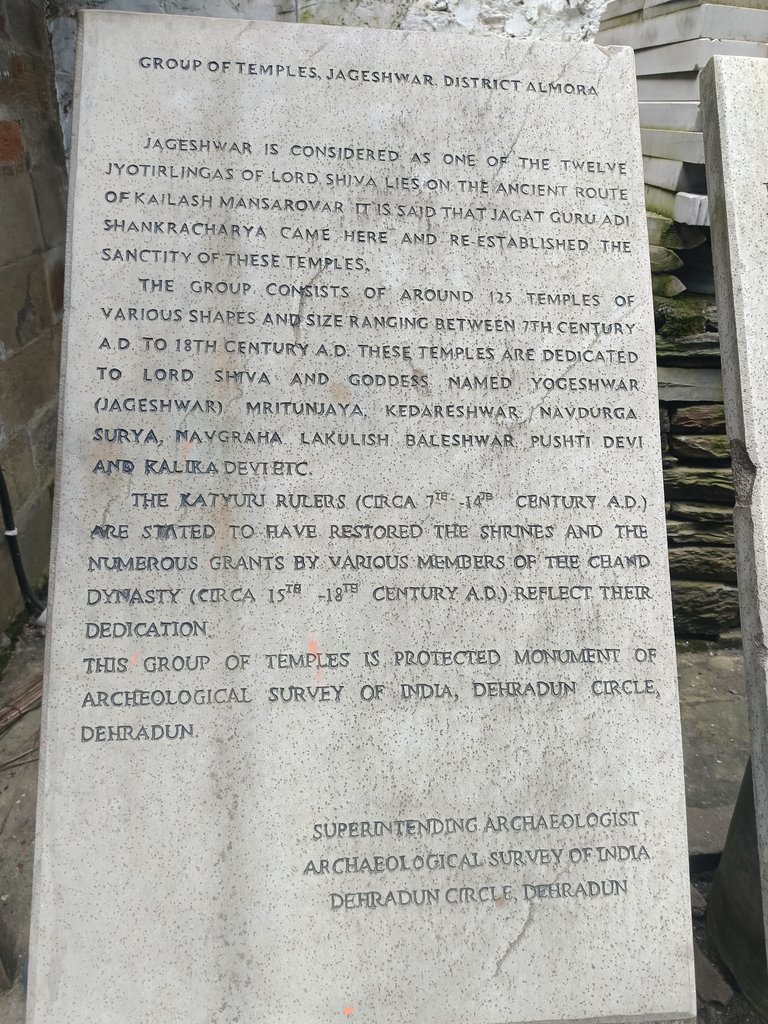 GROUP OF TEMPLES, JAGESHWAR, DISTRICT ALMORA
JAGESHWAR IS CONSIDERED AS ONE OF THE TWELVE
JYOTIRLINGAS OF LORD SHIVA LIES ON THE ANCIENT ROUTE
OF KAILASH MANSAROVAR. IT IS SAID THAT JAGAT GURU ADI
SHANKRACHARYA CAME HERE AND RE-ESTABLISHED THE
SANCTITY OF THESE TEMPLES.
THE GROUP CONSISTS OF AROUND 125 TEMPLES OF
VARIOUS SHAPES AND SIZE RANGING BETWEEN 7TH CENTURY
A.D. TO 18TH CENTURY A.D. THESE TEMPLES ARE DEDICATED
TO LORD SHIVA AND GODDESS NAMED YOGESHWAR
(JAGESHWAR), MRITUNJAYA, KEDARESHWAR, NAVDURGA,
SURYA, NAVGRAHA, LAKULISH, BALESHWAR, PUSHTI DEVI
AND KALIKA DEVI ETC.
THE KATYURI RULERS (CIRCA 7TH -14TH CENTURY A.D.)
ARE STATED TO HAVE RESTORED THE SHRINES AND THE
NUMEROUS GRANTS BY VARIOUS MEMBERS OF THE CHAND
DYNASTY (CIRCA 15TH -18TH CENTURY A.D.) REFLECT THEIR
DEDICATION.
THIS GROUP OF TEMPLES IS PROTECTED MONUMENT OF
ARCHEOLOGICAL SURVEY OF INDIA, DEHRADUN CIRCLE,
DEHRADUN.
SUPERINTENDING ARCHAEOLOGIST,
ARCHAEOLOGICAL SURVEY OF INDIA
DEHRADUN CIRCLE, DEHRADUN